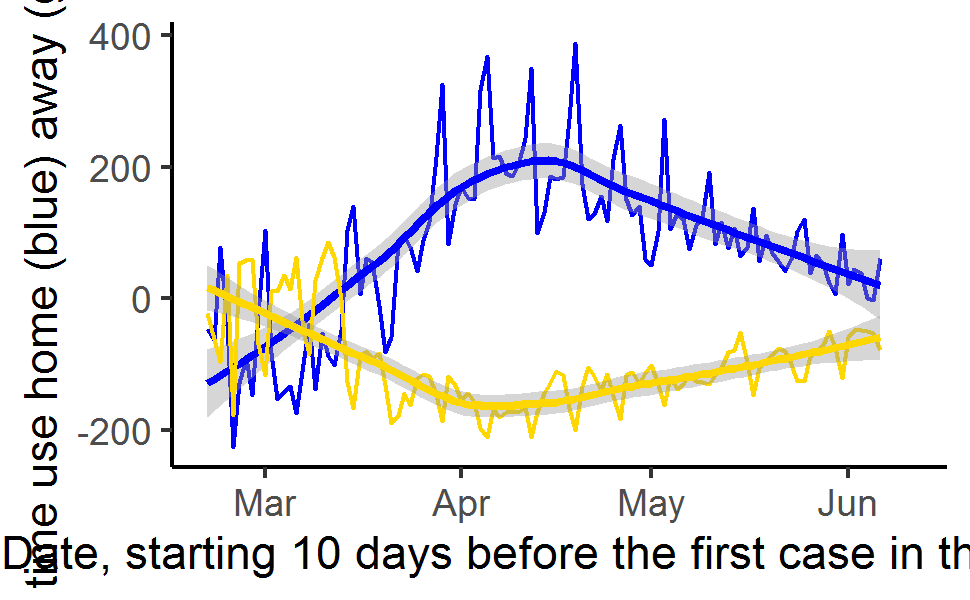 time use home (blue) away (
400
200
0
-200
Mar Apr May Jun
Date, starting 10 days before the first case in th